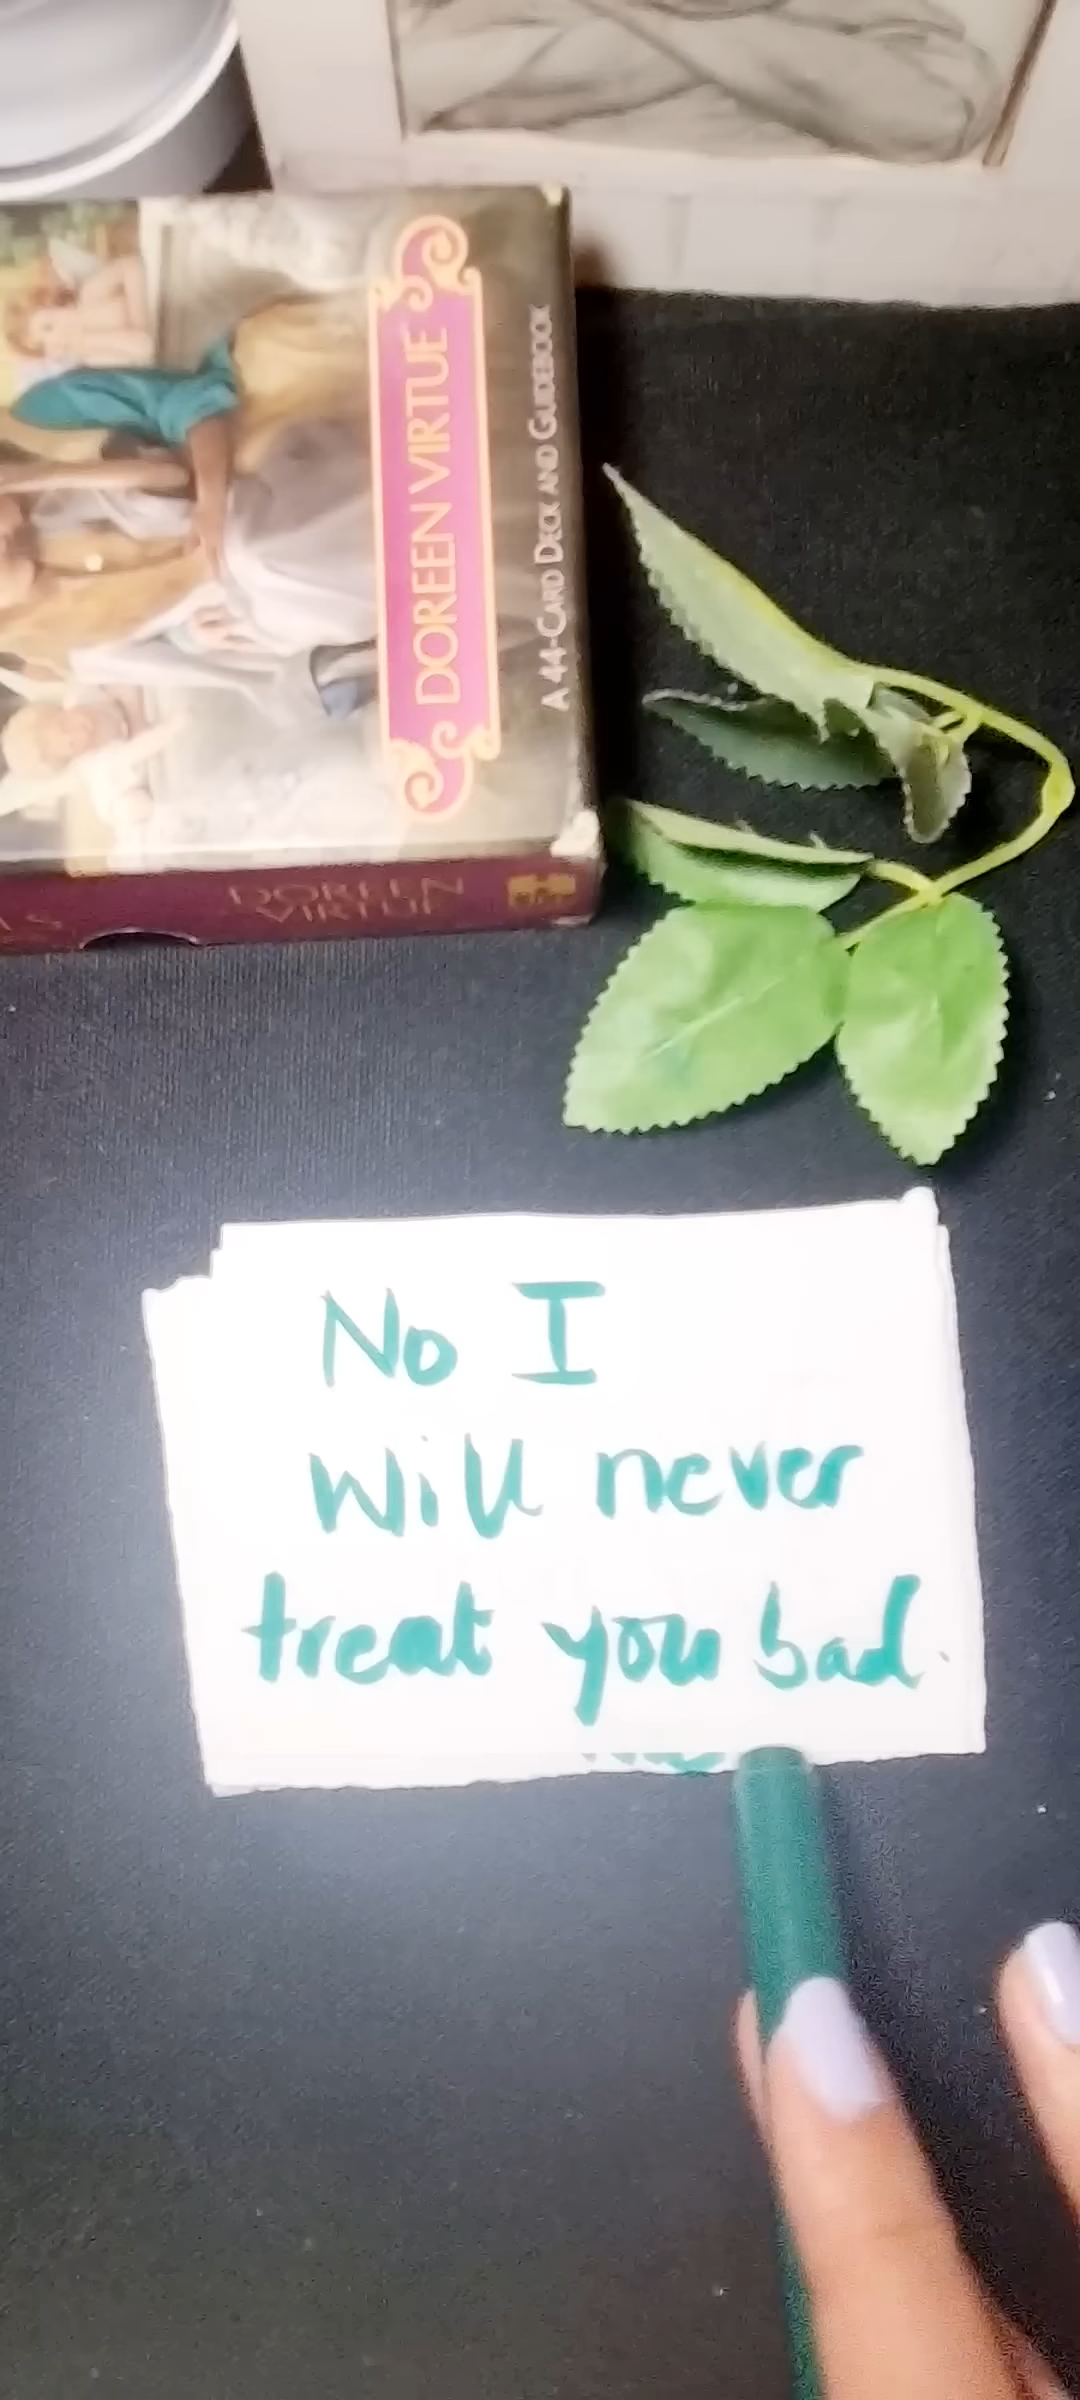 DOREEN VIRTUE
A 44-CARD DECK AND GUIDEBOOK
DOREEN
VIRTUE
No I
Will never
treat you bad.